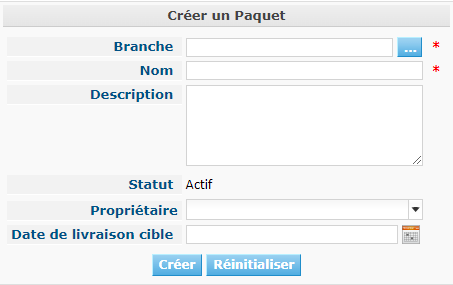 Créer un Paquet
Branche ... *
Nom *
Description
Statut Actif
Propriétaire
Date de livraison cible
Créer Réinitialiser